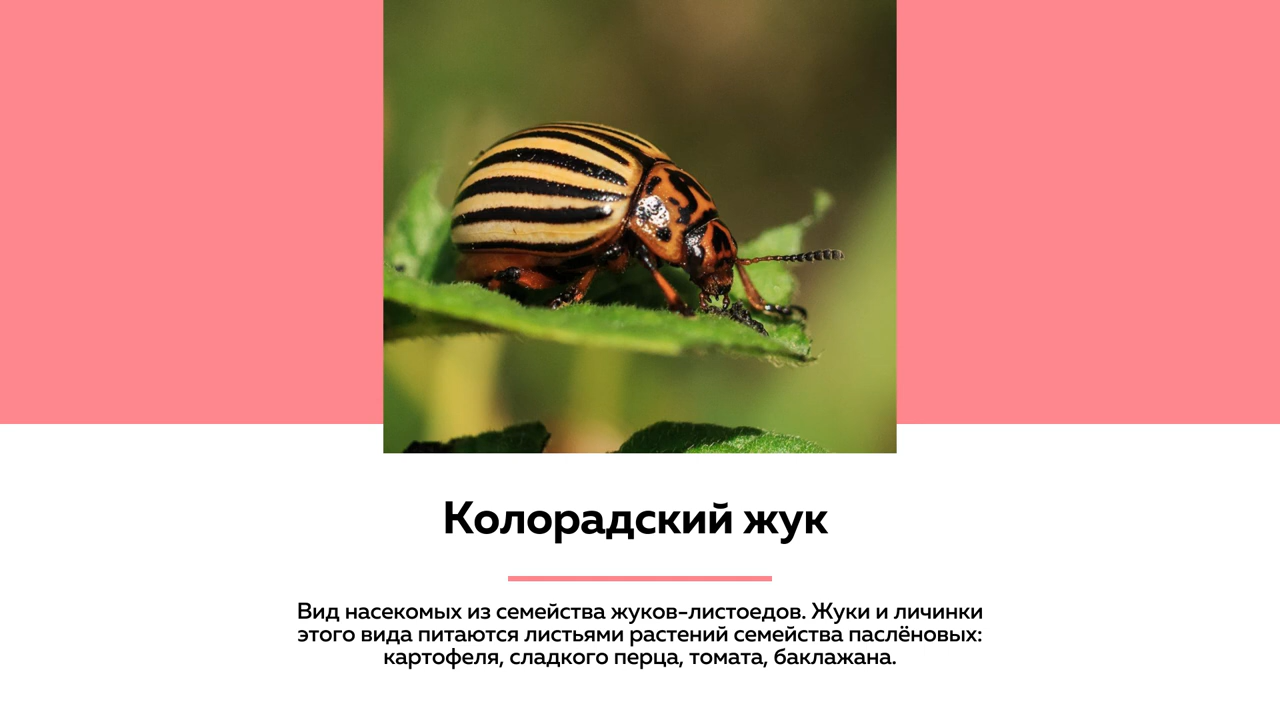 Колорадский жук
Вид насекомых из семейства жуков-листоедов. Жуки и личинки
этого вида питаются листьями растений семейства паслёновых:
картофеля, сладкого перца, томата, баклажана.